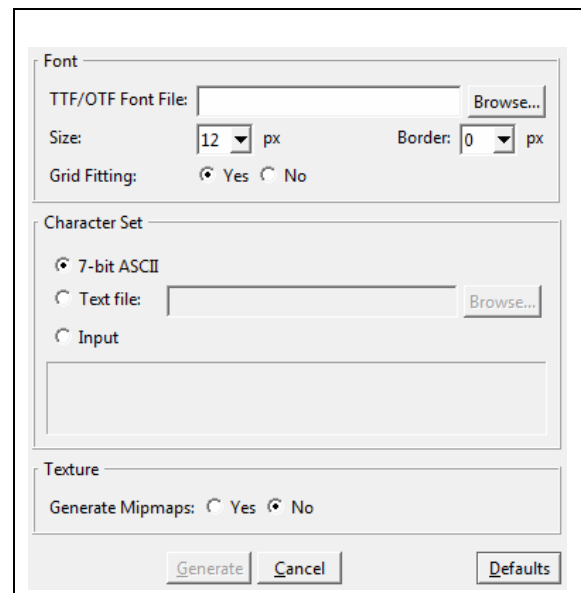 Font
TTF/OTF Font File: Browse...
Size: 12 px Border: 0 px
Grid Fitting: Yes No
Character Set
7-bit ASCII
Text file: Browse...
Input
Texture
Generate Mipmaps: Yes No
Generate Cancel Defaults